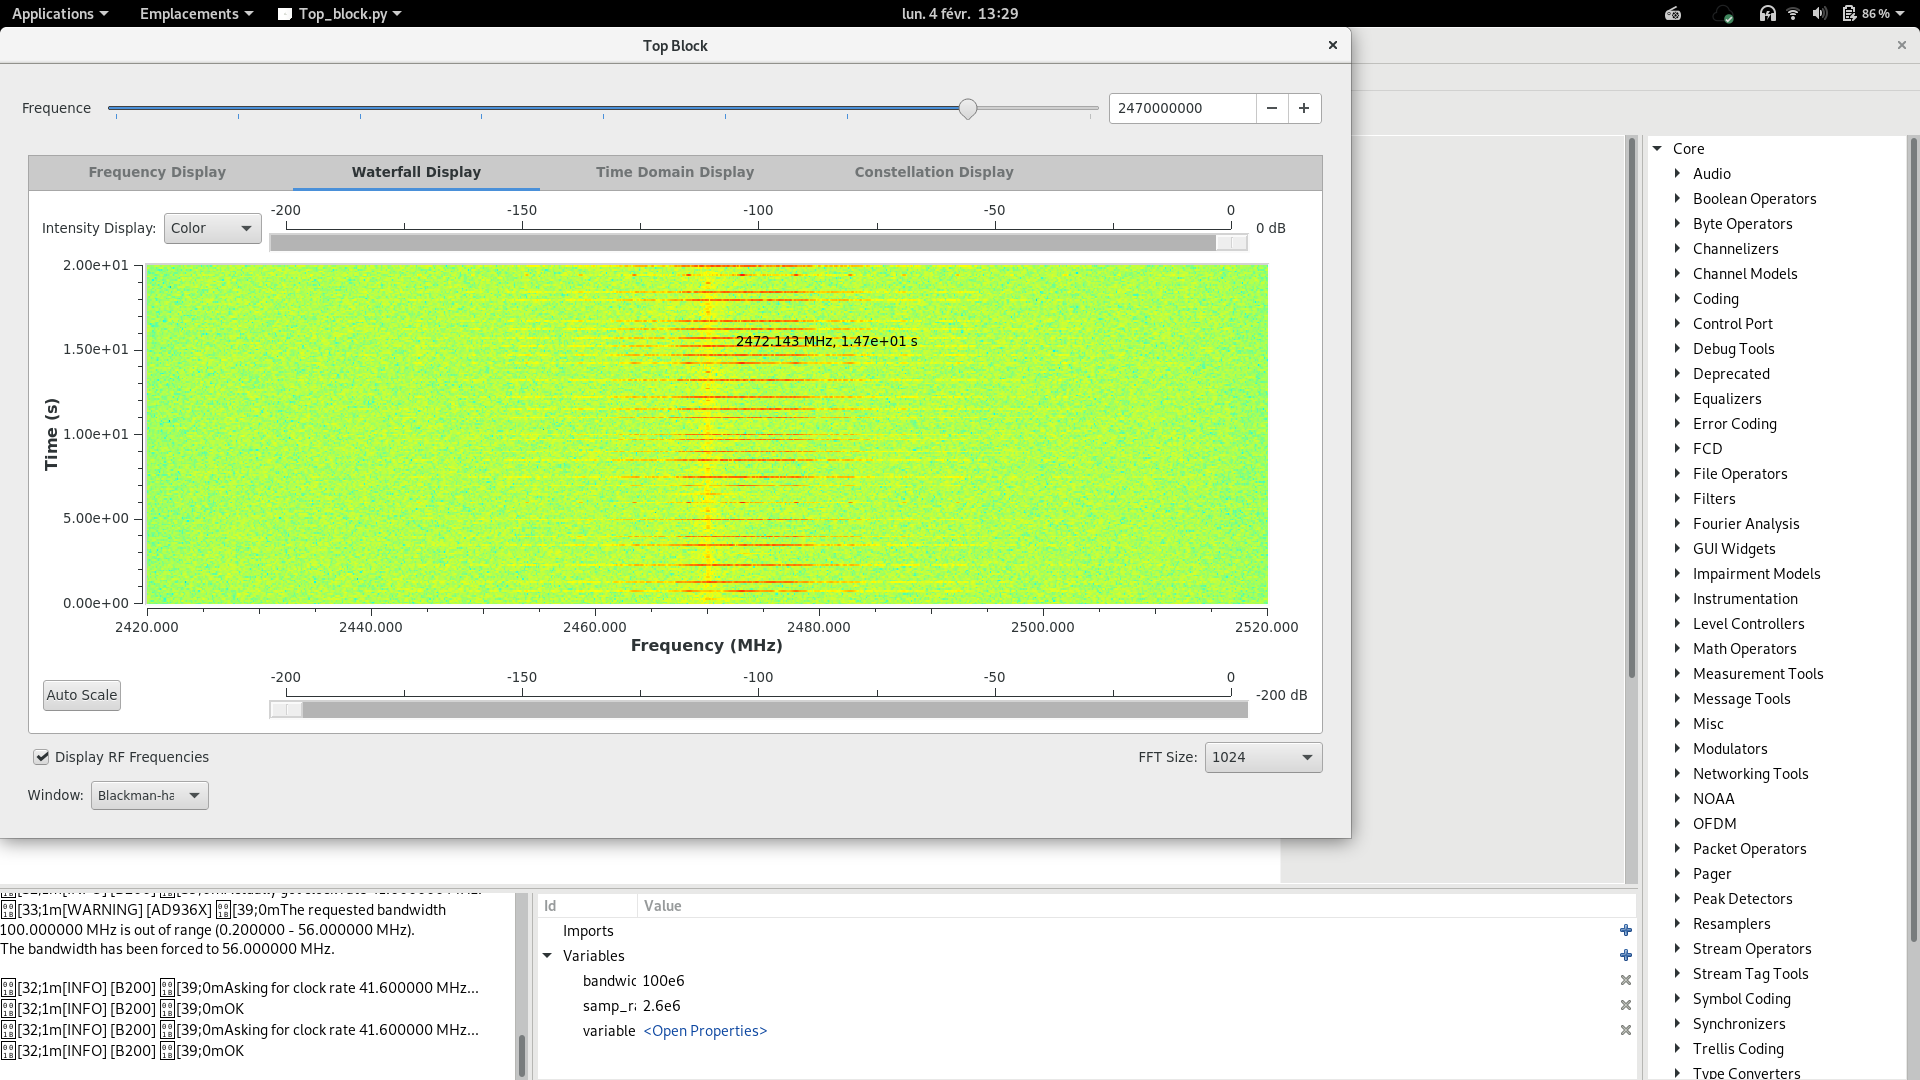 Applications Emplacements Top_block.py lun. 4 févr. 13:29 86 %
Top Block
Frequence 2470000000
Frequency Display Waterfall Display Time Domain Display Constellation Display
-200 -150 -100 -50 0
Intensity Display: Color 0 dB
2.00e+01
1.50e+01
1.00e+01
5.00e+00
0.00e+00
Time (s)
2472.143 MHz, 1.47e+01 s
2420.000 2440.000 2460.000 2480.000 2500.000 2520.000
Frequency (MHz)
-200 -150 -100 -50 0
Auto Scale -200 dB
Display RF Frequencies FFT Size: 1024
Window: Blackman-ha
[33;1m[WARNING] [AD936X] [39;0mThe requested bandwidth
100.000000 MHz is out of range (0.200000 - 56.000000 MHz).
The bandwidth has been forced to 56.000000 MHz.
[32;1m[INFO] [B200] [39;0mAsking for clock rate 41.600000 MHz...
[32;1m[INFO] [B200] [39;0mOK
[32;1m[INFO] [B200] [39;0mAsking for clock rate 41.600000 MHz...
[32;1m[INFO] [B200] [39;0mOK
Id Value
Imports
Variables
bandwic 100e6
samp_ra 2.6e6
variable <Open Properties>
Core
Audio
Boolean Operators
Byte Operators
Channelizers
Channel Models
Coding
Control Port
Debug Tools
Deprecated
Equalizers
Error Coding
FCD
File Operators
Filters
Fourier Analysis
GUI Widgets
Impairment Models
Instrumentation
Level Controllers
Math Operators
Measurement Tools
Message Tools
Misc
Modulators
Networking Tools
NOAA
OFDM
Packet Operators
Pager
Peak Detectors
Resamplers
Stream Operators
Stream Tag Tools
Symbol Coding
Synchronizers
Trellis Coding
Type Converters